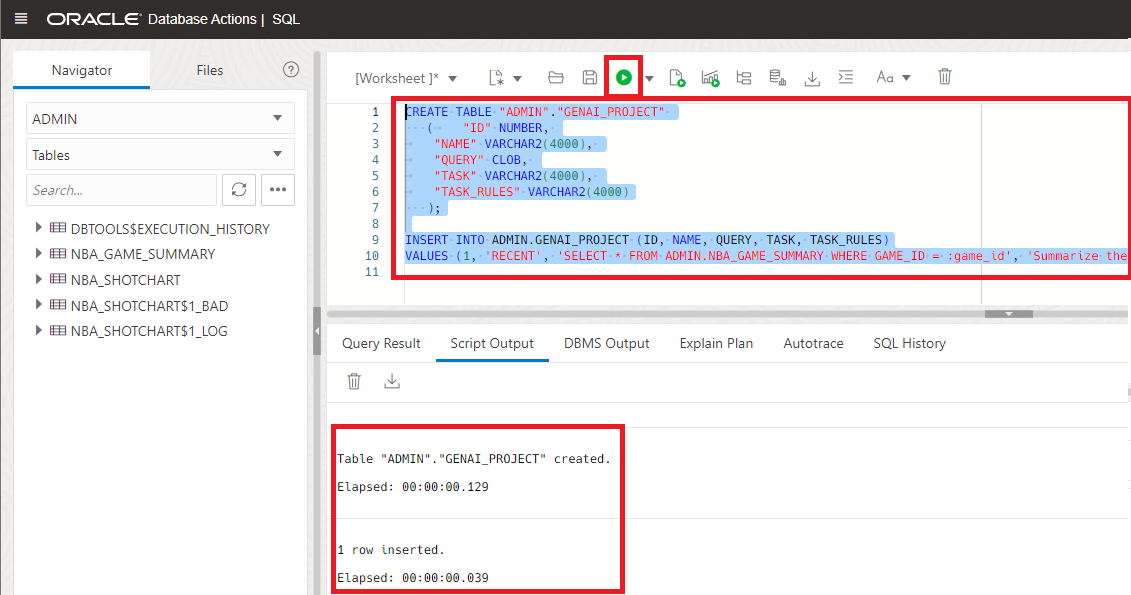 ORACLE Database Actions | SQL
Navigator
Files
?
ADMIN
Tables
Search...
DBTOOLS$EXECUTION_HISTORY
NBA_GAME_SUMMARY
NBA_SHOTCHART
NBA_SHOTCHART$1_BAD
NBA_SHOTCHART$1_LOG
[Worksheet ]*
Aa
1 CREATE TABLE "ADMIN"."GENAI_PROJECT"
2 ( "ID" NUMBER,
3 "NAME" VARCHAR2(4000),
4 "QUERY" CLOB,
5 "TASK" VARCHAR2(4000),
6 "TASK_RULES" VARCHAR2(4000)
7 );
8
9 INSERT INTO ADMIN.GENAI_PROJECT (ID, NAME, QUERY, TASK, TASK_RULES)
10 VALUES (1, 'RECENT', 'SELECT * FROM ADMIN.NBA_GAME_SUMMARY WHERE GAME_ID = :game_id', 'Summarize the
11
Query Result
Script Output
DBMS Output
Explain Plan
Autotrace
SQL History
Table "ADMIN"."GENAI_PROJECT" created.
Elapsed: 00:00:00.129
1 row inserted.
Elapsed: 00:00:00.039